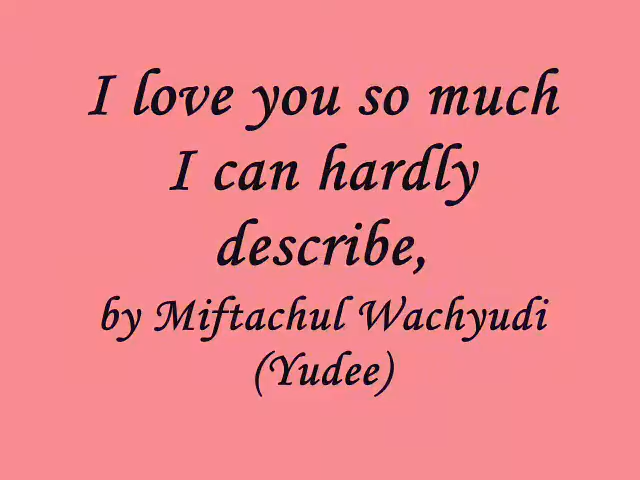 I love you so much
I can hardly
describe,
by Miftachul Wachyudi
(Yudee)